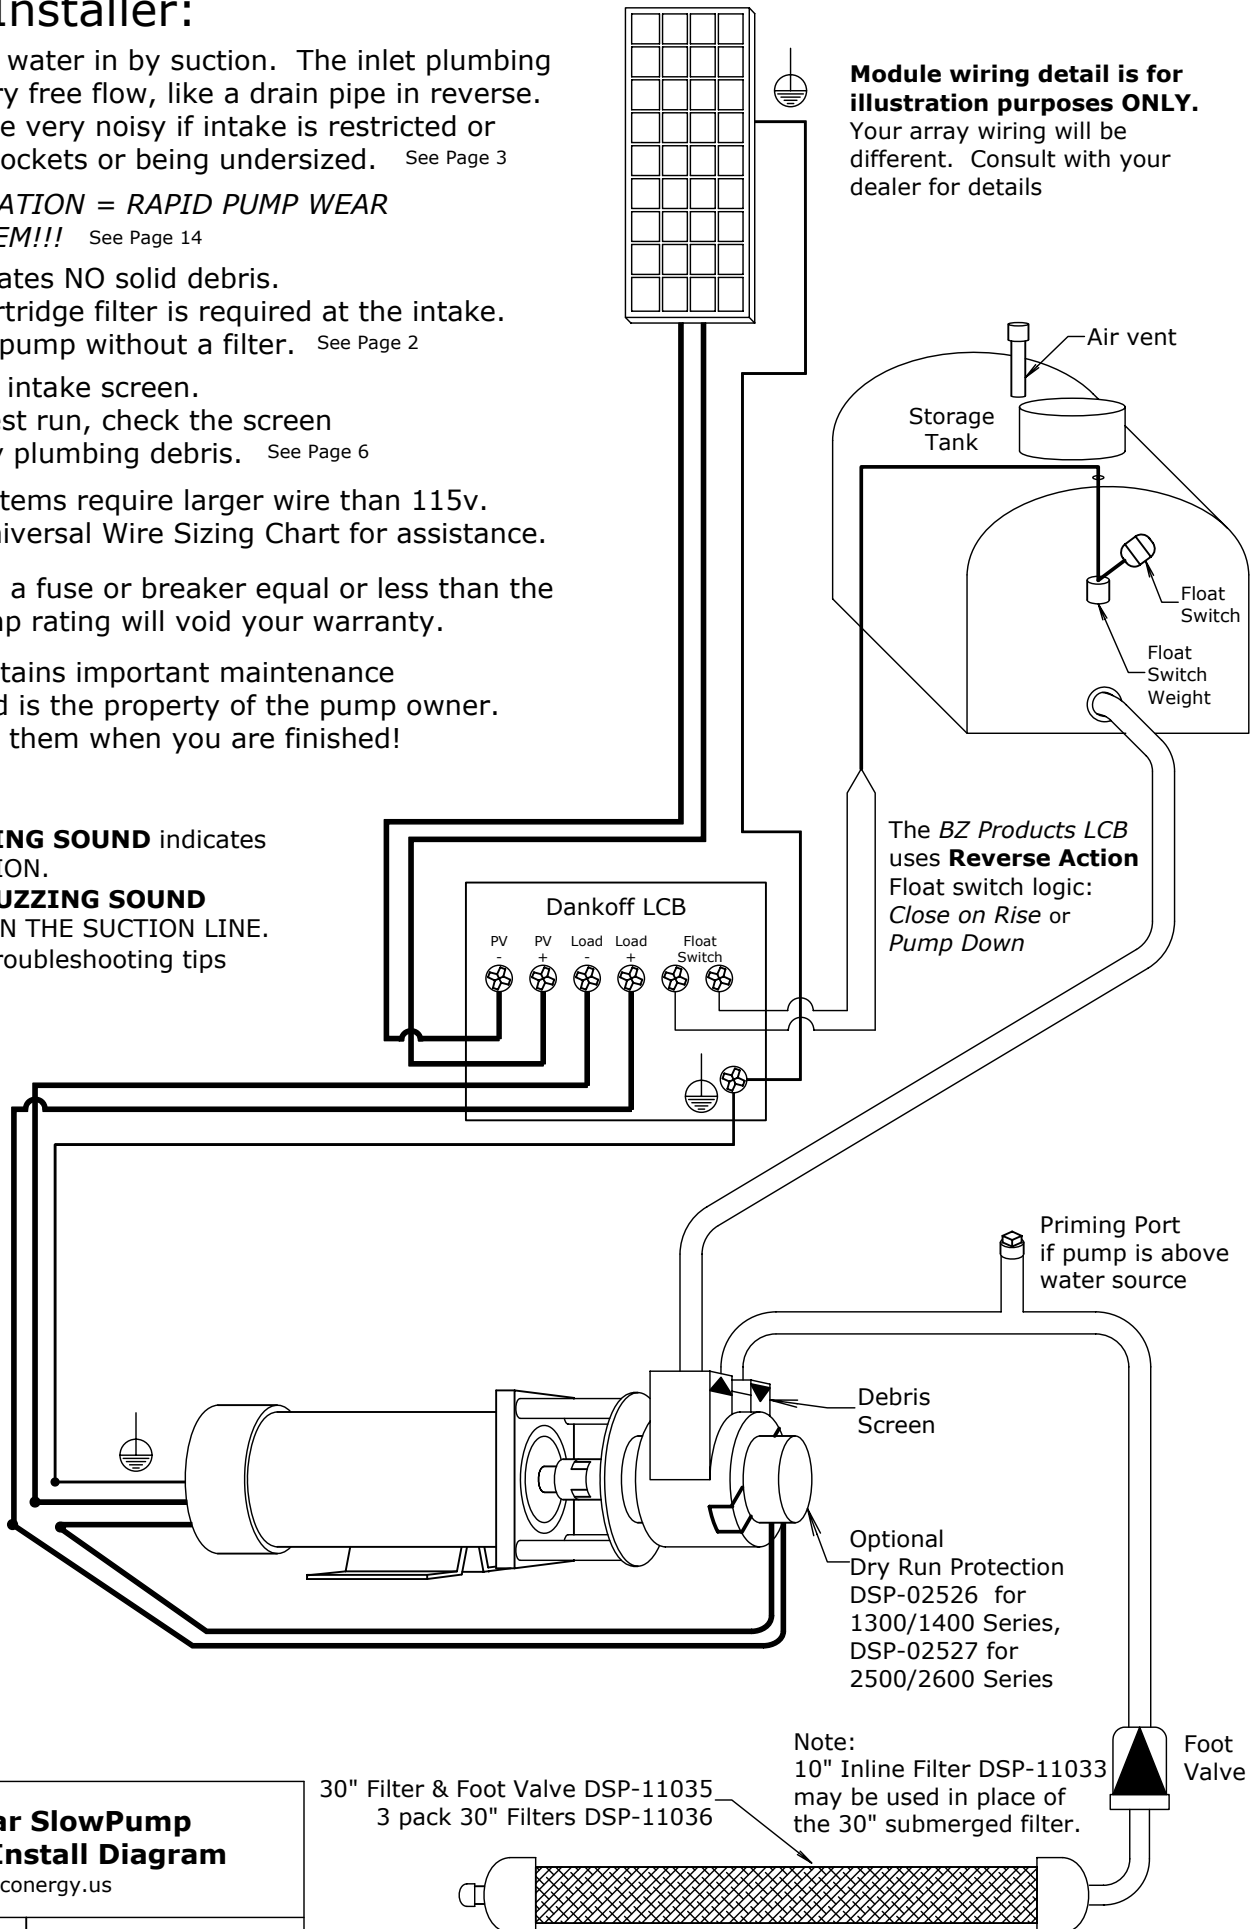 Installer:
water in by suction. The inlet plumbing
ry free flow, like a drain pipe in reverse.
e very noisy if intake is restricted or
ockets or being undersized. See Page 3
ATION = RAPID PUMP WEAR
EM!!! See Page 14
ates NO solid debris.
rtridge filter is required at the intake.
pump without a filter. See Page 2
intake screen.
est run, check the screen
y plumbing debris. See Page 6
stems require larger wire than 115v.
niversal Wire Sizing Chart for assistance.
a fuse or breaker equal or less than the
mp rating will void your warranty.
tains important maintenance
d is the property of the pump owner.
them when you are finished!
ING SOUND indicates
ION.
UZZING SOUND
N THE SUCTION LINE.
roubleshooting tips
Module wiring detail is for
illustration purposes ONLY.
Your array wiring will be
different. Consult with your
dealer for details
Air vent
Storage
Tank
Float
Switch
Float
Switch
Weight
The BZ Products LCB
uses Reverse Action
Float switch logic:
Close on Rise or
Pump Down
Dankoff LCB
PV PV Load Load Float
- + - + Switch
Priming Port
if pump is above
water source
Debris
Screen
Optional
Dry Run Protection
DSP-02526 for
1300/1400 Series,
DSP-02527 for
2500/2600 Series
Foot
Valve
Note:
10" Inline Filter DSP-11033
may be used in place of
the 30" submerged filter.
30" Filter & Foot Valve DSP-11035
3 pack 30" Filters DSP-11036
ar SlowPump
Install Diagram
conergy.us